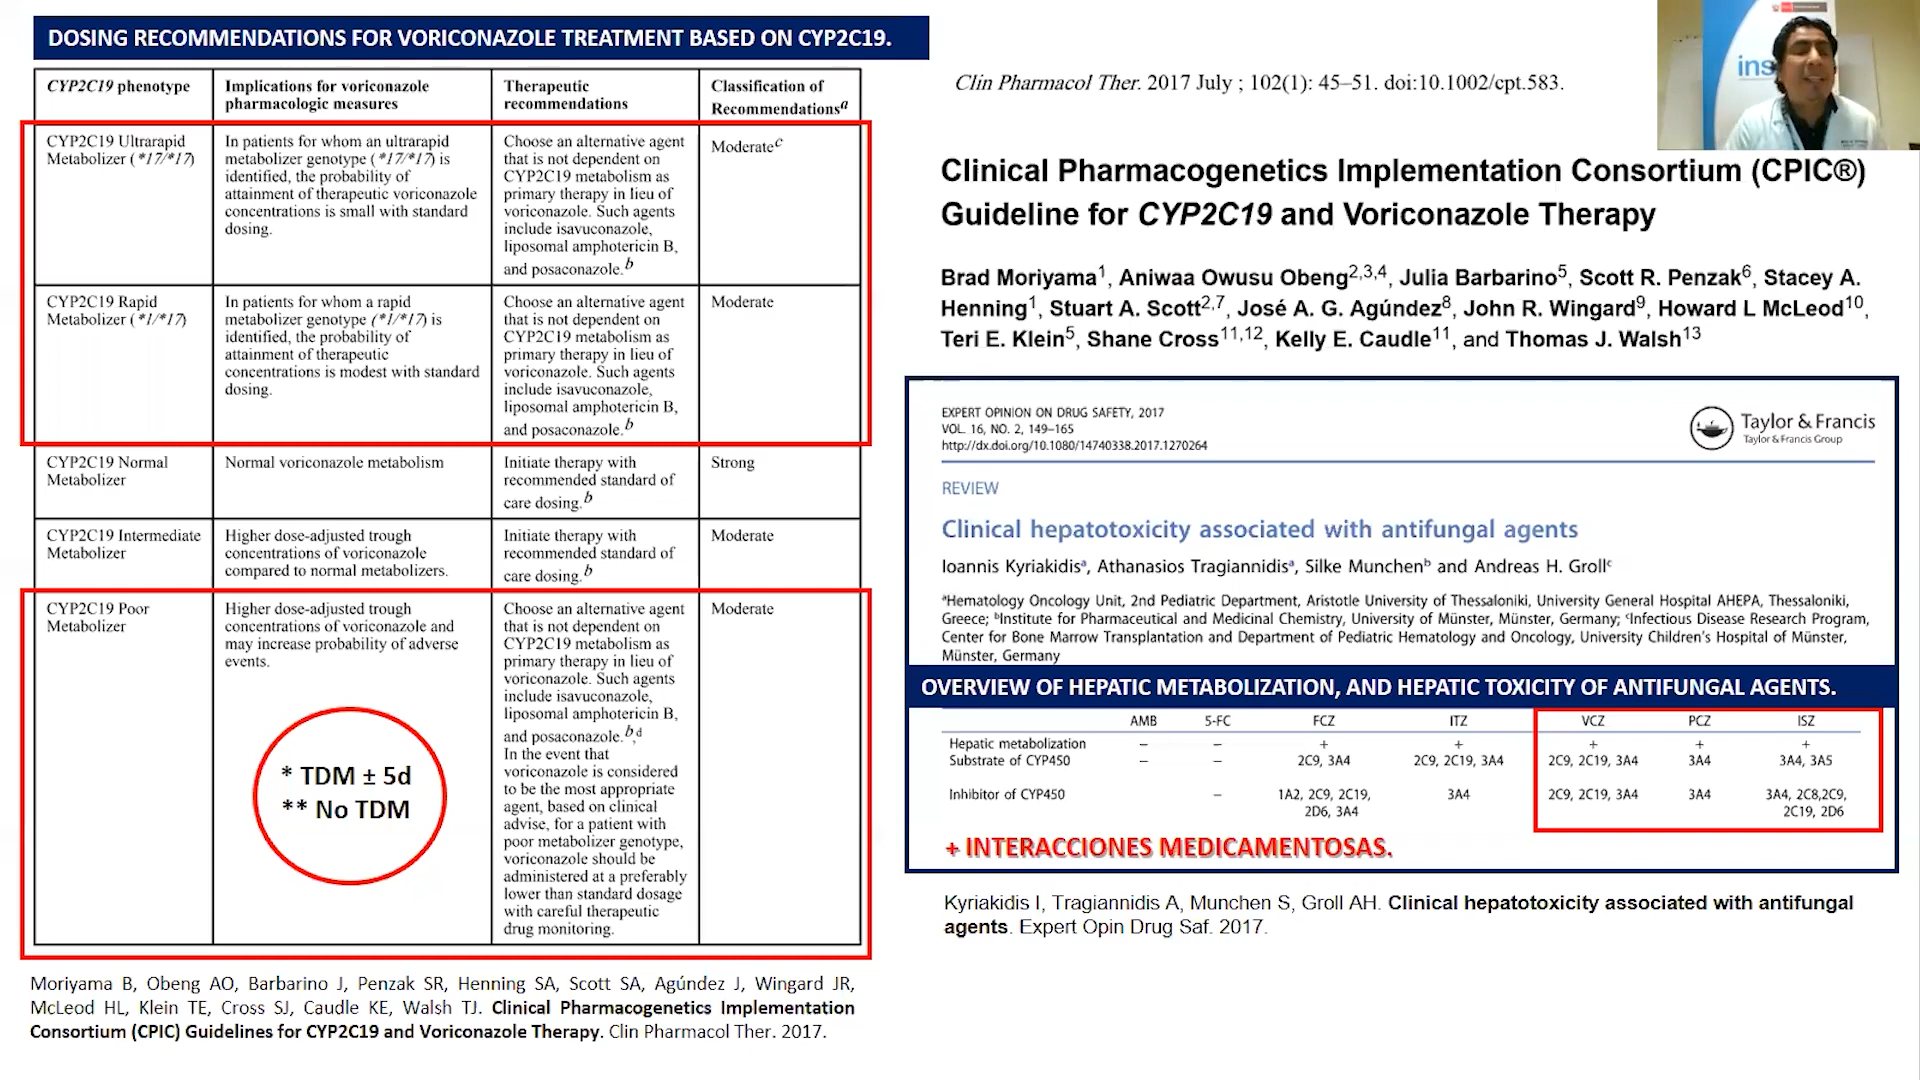 DOSING RECOMMENDATIONS FOR VORICONAZOLE TREATMENT BASED ON CYP2C19.
CYP2C19 phenotype
Implications for voriconazole
pharmacologic measures
Therapeutic
recommendations
Classification of
Recommendationsa
CYP2C19 Ultrarapid
Metabolizer (*17/*17)
In patients for whom an ultrarapid
metabolizer genotype (*17/*17) is
identified, the probability of
attainment of therapeutic voriconazole
concentrations is small with standard
dosing.
Choose an alternative agent
that is not dependent on
CYP2C19 metabolism as
primary therapy in lieu of
voriconazole. Such agents
include isavuconazole,
liposomal amphotericin B,
and posaconazole.b
Moderatec
CYP2C19 Rapid
Metabolizer (*1/*17)
In patients for whom a rapid
metabolizer genotype (*1/*17) is
identified, the probability of
attainment of therapeutic
concentrations is modest with standard
dosing.
Choose an alternative agent
that is not dependent on
CYP2C19 metabolism as
primary therapy in lieu of
voriconazole. Such agents
include isavuconazole,
liposomal amphotericin B,
and posaconazole.b
Moderate
CYP2C19 Normal
Metabolizer
Normal voriconazole metabolism
Initiate therapy with
recommended standard of
care dosing.b
Strong
CYP2C19 Intermediate
Metabolizer
Higher dose-adjusted trough
concentrations of voriconazole
compared to normal metabolizers.
Initiate therapy with
recommended standard of
care dosing.b
Moderate
CYP2C19 Poor
Metabolizer
Higher dose-adjusted trough
concentrations of voriconazole and
may increase probability of adverse
events.
Choose an alternative agent
that is not dependent on
CYP2C19 metabolism as
primary therapy in lieu of
voriconazole. Such agents
include isavuconazole,
liposomal amphotericin B,
and posaconazole.b,d
In the event that
voriconazole is considered
to be the most appropriate
agent, based on clinical
advise, for a patient with
poor metabolizer genotype,
voriconazole should be
administered at a preferably
lower than standard dosage
with careful therapeutic
drug monitoring.
Moderate
* TDM ± 5d
** No TDM
Moriyama B, Obeng AO, Barbarino J, Penzak SR, Henning SA, Scott SA, Agúndez J, Wingard JR,
McLeod HL, Klein TE, Cross SJ, Caudle KE, Walsh TJ. Clinical Pharmacogenetics Implementation
Consortium (CPIC) Guidelines for CYP2C19 and Voriconazole Therapy. Clin Pharmacol Ther. 2017.
Clin Pharmacol Ther. 2017 July ; 102(1): 45–51. doi:10.1002/cpt.583.
ins
Clinical Pharmacogenetics Implementation Consortium (CPIC®)
Guideline for CYP2C19 and Voriconazole Therapy
Brad Moriyama1, Aniwaa Owusu Obeng2,3,4, Julia Barbarino5, Scott R. Penzak6, Stacey A.
Henning1, Stuart A. Scott2,7, José A. G. Agúndez8, John R. Wingard9, Howard L McLeod10,
Teri E. Klein5, Shane Cross11,12, Kelly E. Caudle11, and Thomas J. Walsh13
EXPERT OPINION ON DRUG SAFETY, 2017
VOL. 16, NO. 2, 149–165
http://dx.doi.org/10.1080/14740338.2017.1270264
Taylor & Francis
Taylor & Francis Group
REVIEW
Clinical hepatotoxicity associated with antifungal agents
Ioannis Kyriakidisa, Athanasios Tragiannidisa, Silke Munchenb and Andreas H. Grollc
aHematology Oncology Unit, 2nd Pediatric Department, Aristotle University of Thessaloniki, University General Hospital AHEPA, Thessaloniki,
Greece; bInstitute for Pharmaceutical and Medicinal Chemistry, University of Münster, Münster, Germany; cInfectious Disease Research Program,
Center for Bone Marrow Transplantation and Department of Pediatric Hematology and Oncology, University Children's Hospital of Münster,
Münster, Germany
OVERVIEW OF HEPATIC METABOLIZATION, AND HEPATIC TOXICITY OF ANTIFUNGAL AGENTS.
AMB 5-FC FCZ ITZ VCZ PCZ ISZ
Hepatic metabolization – – + + + + +
Substrate of CYP450 – – 2C9, 3A4 2C9, 2C19, 3A4 2C9, 2C19, 3A4 3A4 3A4, 3A5
Inhibitor of CYP450 – 1A2, 2C9, 2C19, 3A4 2C9, 2C19, 3A4 3A4 3A4, 2C8,2C9,
2D6, 3A4 2C19, 2D6
+ INTERACCIONES MEDICAMENTOSAS.
Kyriakidis I, Tragiannidis A, Munchen S, Groll AH. Clinical hepatotoxicity associated with antifungal
agents. Expert Opin Drug Saf. 2017.